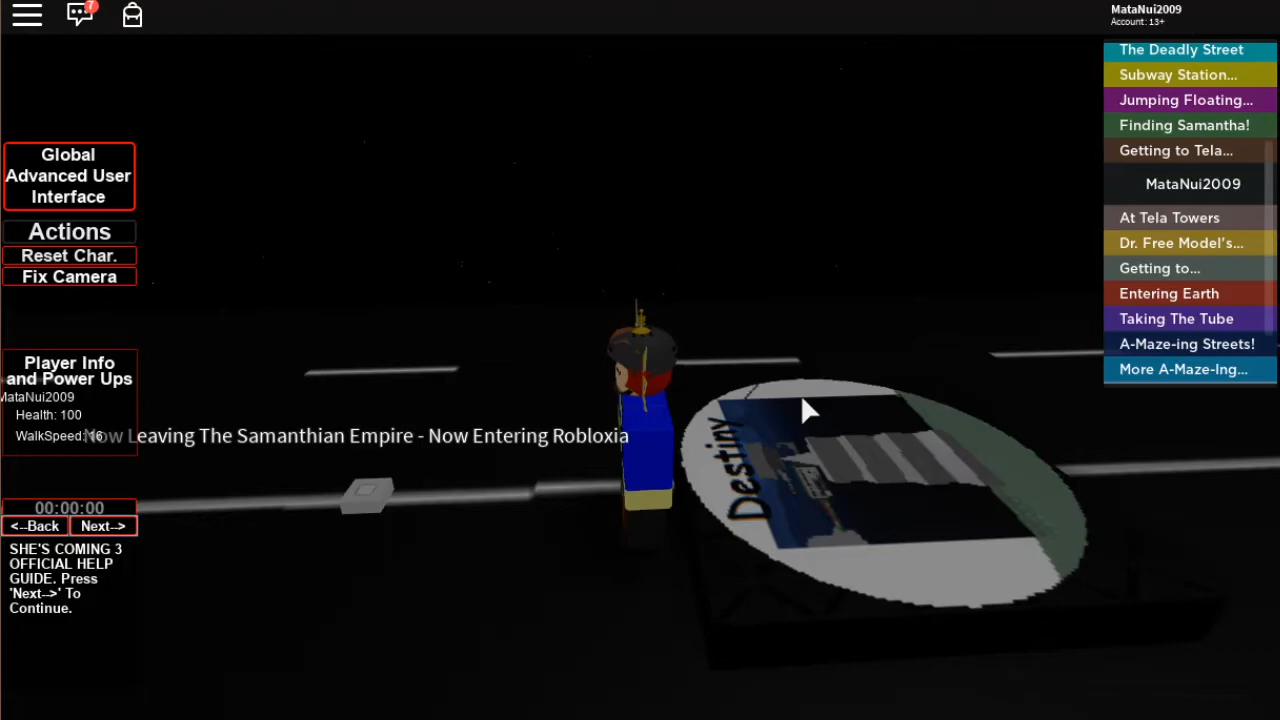 7
MataNui2009
Account: 13+
The Deadly Street
Subway Station...
Jumping Floating...
Finding Samantha!
Getting to Tela...
MataNui2009
At Tela Towers
Dr. Free Model's...
Getting to...
Entering Earth
Taking The Tube
A-Maze-ing Streets!
More A-Maze-Ing...
Global
Advanced User
Interface
Actions
Reset Char.
Fix Camera
Player Info
and Power Ups
MataNui2009
Health: 100
WalkSpeed: 16
Now Leaving The Samanthian Empire - Now Entering Robloxia
Destiny
00:00:00
<--Back
Next-->
SHE'S COMING 3
OFFICIAL HELP
GUIDE. Press
'Next-->' To
Continue.